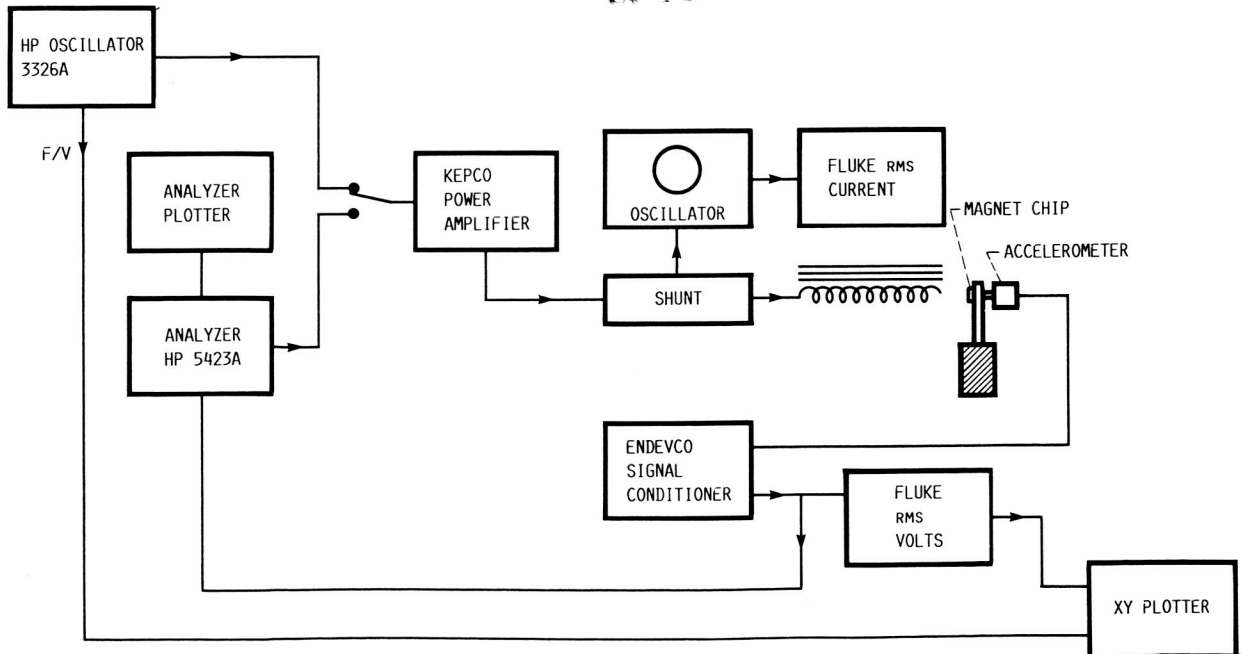 HP OSCILLATOR
3326A
F/V
ANALYZER
PLOTTER
ANALYZER
HP 5423A
KEPCO
POWER
AMPLIFIER
OSCILLATOR
FLUKE RMS
CURRENT
SHUNT
MAGNET CHIP
ACCELEROMETER
ENDEVCO
SIGNAL
CONDITIONER
FLUKE
RMS
VOLTS
XY PLOTTER